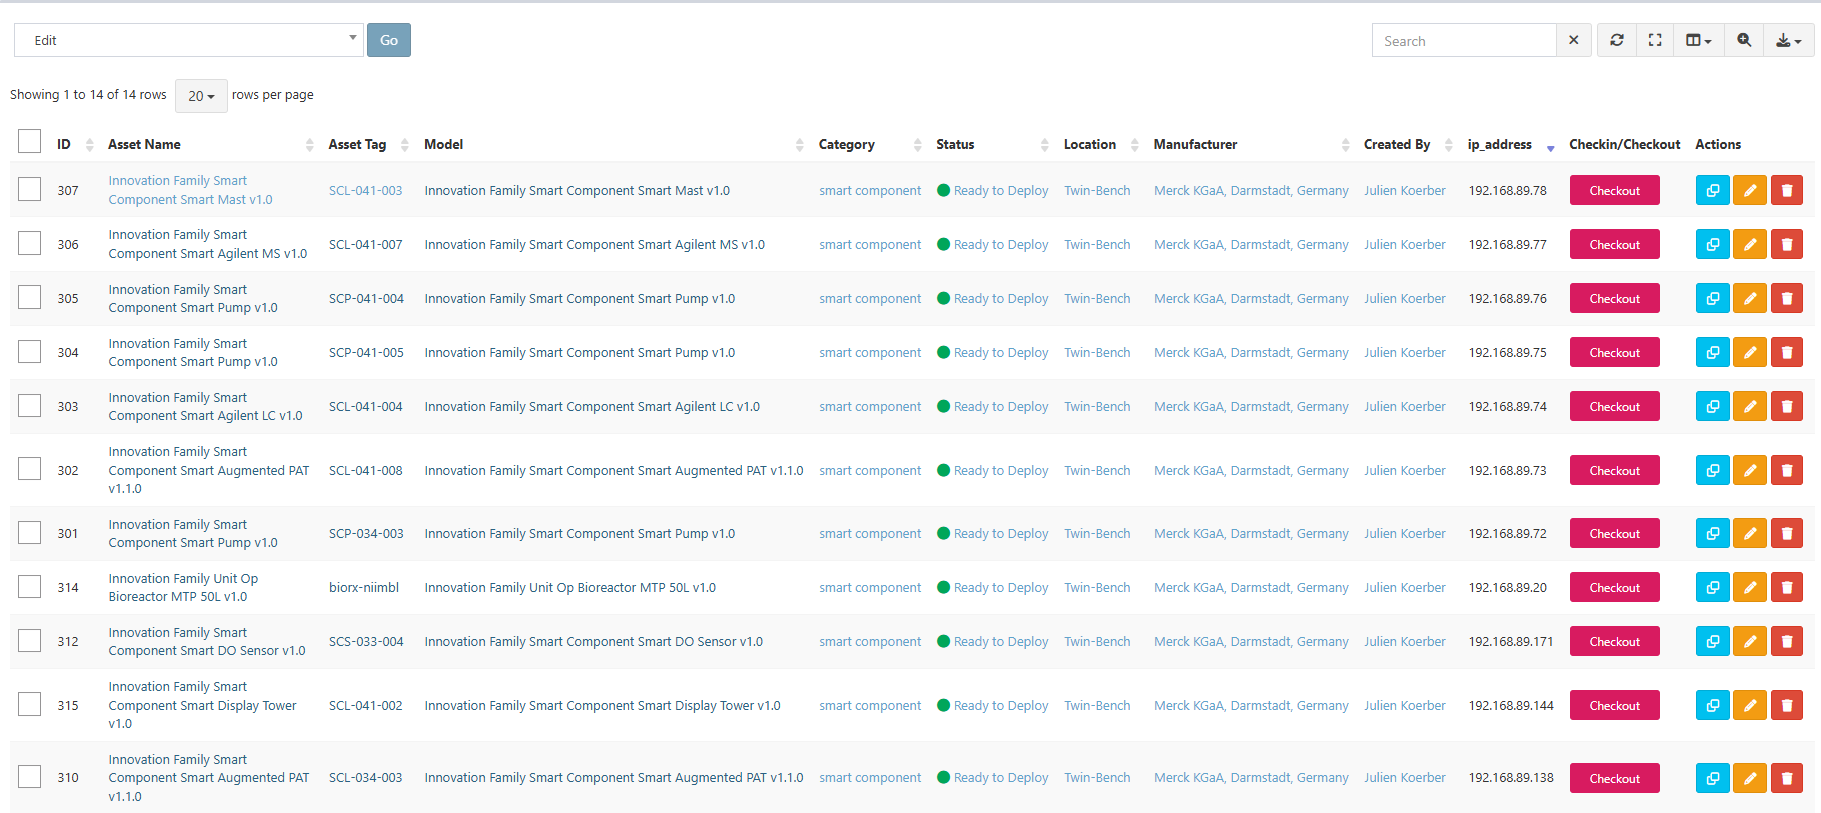 Edit
Go
Search
Showing 1 to 14 of 14 rows 20 rows per page
ID Asset Name Asset Tag Model Category Status Location Manufacturer Created By ip_address Checkin/Checkout Actions
307 Innovation Family Smart Component Smart Mast v1.0 SCL-041-003 Innovation Family Smart Component Smart Mast v1.0 smart component Ready to Deploy Twin-Bench Merck KGaA, Darmstadt, Germany Julien Koerber 192.168.89.78 Checkout
306 Innovation Family Smart Component Smart Agilent MS v1.0 SCL-041-007 Innovation Family Smart Component Smart Agilent MS v1.0 smart component Ready to Deploy Twin-Bench Merck KGaA, Darmstadt, Germany Julien Koerber 192.168.89.77 Checkout
305 Innovation Family Smart Component Smart Pump v1.0 SCP-041-004 Innovation Family Smart Component Smart Pump v1.0 smart component Ready to Deploy Twin-Bench Merck KGaA, Darmstadt, Germany Julien Koerber 192.168.89.76 Checkout
304 Innovation Family Smart Component Smart Pump v1.0 SCP-041-005 Innovation Family Smart Component Smart Pump v1.0 smart component Ready to Deploy Twin-Bench Merck KGaA, Darmstadt, Germany Julien Koerber 192.168.89.75 Checkout
303 Innovation Family Smart Component Smart Agilent LC v1.0 SCL-041-004 Innovation Family Smart Component Smart Agilent LC v1.0 smart component Ready to Deploy Twin-Bench Merck KGaA, Darmstadt, Germany Julien Koerber 192.168.89.74 Checkout
302 Innovation Family Smart Component Smart Augmented PAT v1.1.0 SCL-041-008 Innovation Family Smart Component Smart Augmented PAT v1.1.0 smart component Ready to Deploy Twin-Bench Merck KGaA, Darmstadt, Germany Julien Koerber 192.168.89.73 Checkout
301 Innovation Family Smart Component Smart Pump v1.0 SCP-034-003 Innovation Family Smart Component Smart Pump v1.0 smart component Ready to Deploy Twin-Bench Merck KGaA, Darmstadt, Germany Julien Koerber 192.168.89.72 Checkout
314 Innovation Family Unit Op Bioreactor MTP 50L v1.0 biorx-niimbl Innovation Family Unit Op Bioreactor MTP 50L v1.0 smart component Ready to Deploy Twin-Bench Merck KGaA, Darmstadt, Germany Julien Koerber 192.168.89.20 Checkout
312 Innovation Family Smart Component Smart DO Sensor v1.0 SCS-033-004 Innovation Family Smart Component Smart DO Sensor v1.0 smart component Ready to Deploy Twin-Bench Merck KGaA, Darmstadt, Germany Julien Koerber 192.168.89.171 Checkout
315 Innovation Family Smart Component Smart Display Tower v1.0 SCL-041-002 Innovation Family Smart Component Smart Display Tower v1.0 smart component Ready to Deploy Twin-Bench Merck KGaA, Darmstadt, Germany Julien Koerber 192.168.89.144 Checkout
310 Innovation Family Smart Component Smart Augmented PAT v1.1.0 SCL-034-003 Innovation Family Smart Component Smart Augmented PAT v1.1.0 smart component Ready to Deploy Twin-Bench Merck KGaA, Darmstadt, Germany Julien Koerber 192.168.89.138 Checkout